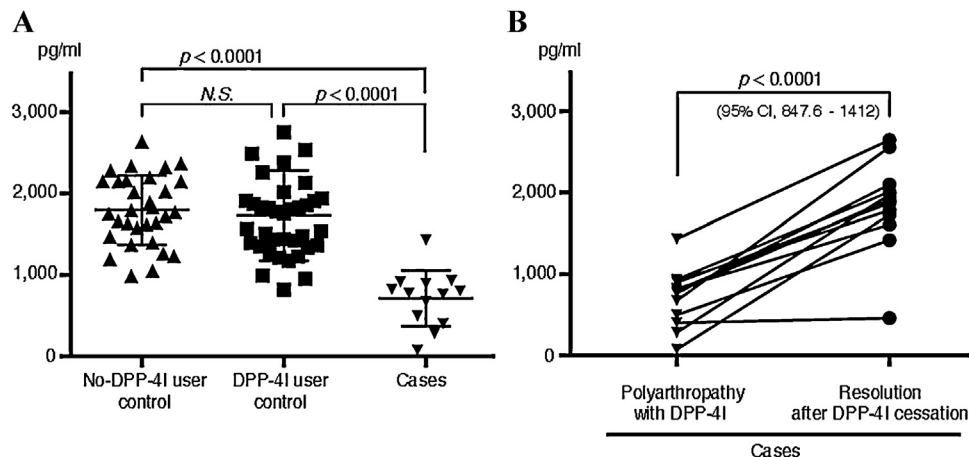 A
pg/ml
p < 0.0001
N.S.
p < 0.0001
3,000
2,000
1,000
0
No-DPP-4I user
control
DPP-4I user
control
Cases
B
pg/ml
p < 0.0001
(95% CI, 847.6 - 1412)
3,000
2,000
1,000
0
Polyarthropathy
with DPP-4I
Resolution
after DPP-4I cessation
Cases